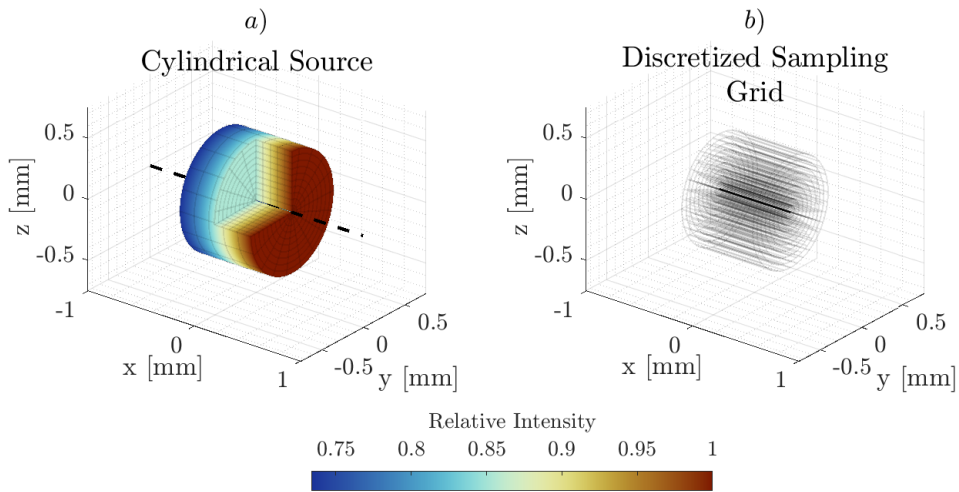 a)
Cylindrical Source
0.5
0
-0.5
z [mm]
-1
0
1
x [mm]
-0.5
0
0.5
y [mm]
b)
Discretized Sampling
Grid
0.5
0
-0.5
z [mm]
-1
0
1
x [mm]
-0.5
0
0.5
y [mm]
Relative Intensity
0.75 0.8 0.85 0.9 0.95 1